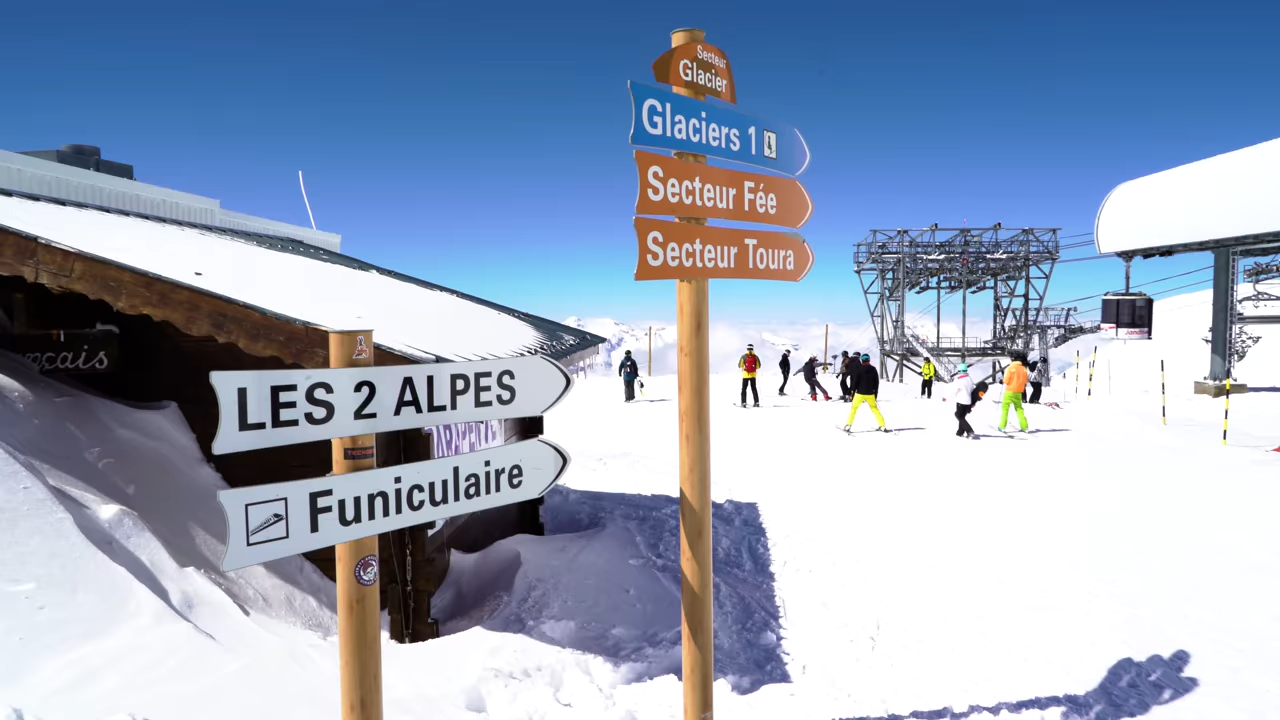 Secteur
Glacier
Glaciers 1
Secteur Fée
Secteur Toura
LES 2 ALPES
Funiculaire